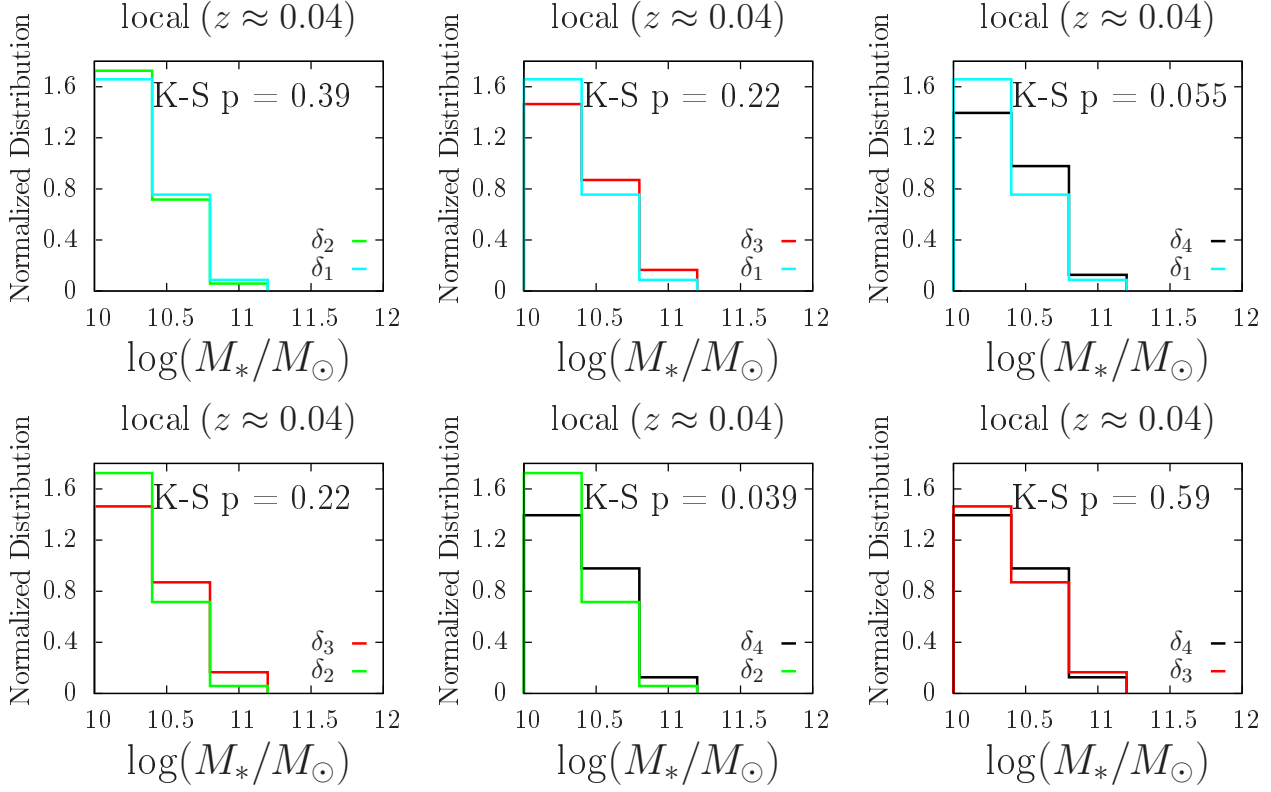 local (z ≈ 0.04)
Normalized Distribution
1.6
1.2
0.8
0.4
0
K-S p = 0.39
δ2
δ1
10 10.5 11 11.5 12
log(M∗/M⊙)
local (z ≈ 0.04)
Normalized Distribution
1.6
1.2
0.8
0.4
0
K-S p = 0.22
δ3
δ1
10 10.5 11 11.5 12
log(M∗/M⊙)
local (z ≈ 0.04)
Normalized Distribution
1.6
1.2
0.8
0.4
0
K-S p = 0.055
δ4
δ1
10 10.5 11 11.5 12
log(M∗/M⊙)
local (z ≈ 0.04)
Normalized Distribution
1.6
1.2
0.8
0.4
0
K-S p = 0.22
δ3
δ2
10 10.5 11 11.5 12
log(M∗/M⊙)
local (z ≈ 0.04)
Normalized Distribution
1.6
1.2
0.8
0.4
0
K-S p = 0.039
δ4
δ2
10 10.5 11 11.5 12
log(M∗/M⊙)
local (z ≈ 0.04)
Normalized Distribution
1.6
1.2
0.8
0.4
0
K-S p = 0.59
δ4
δ3
10 10.5 11 11.5 12
log(M∗/M⊙)